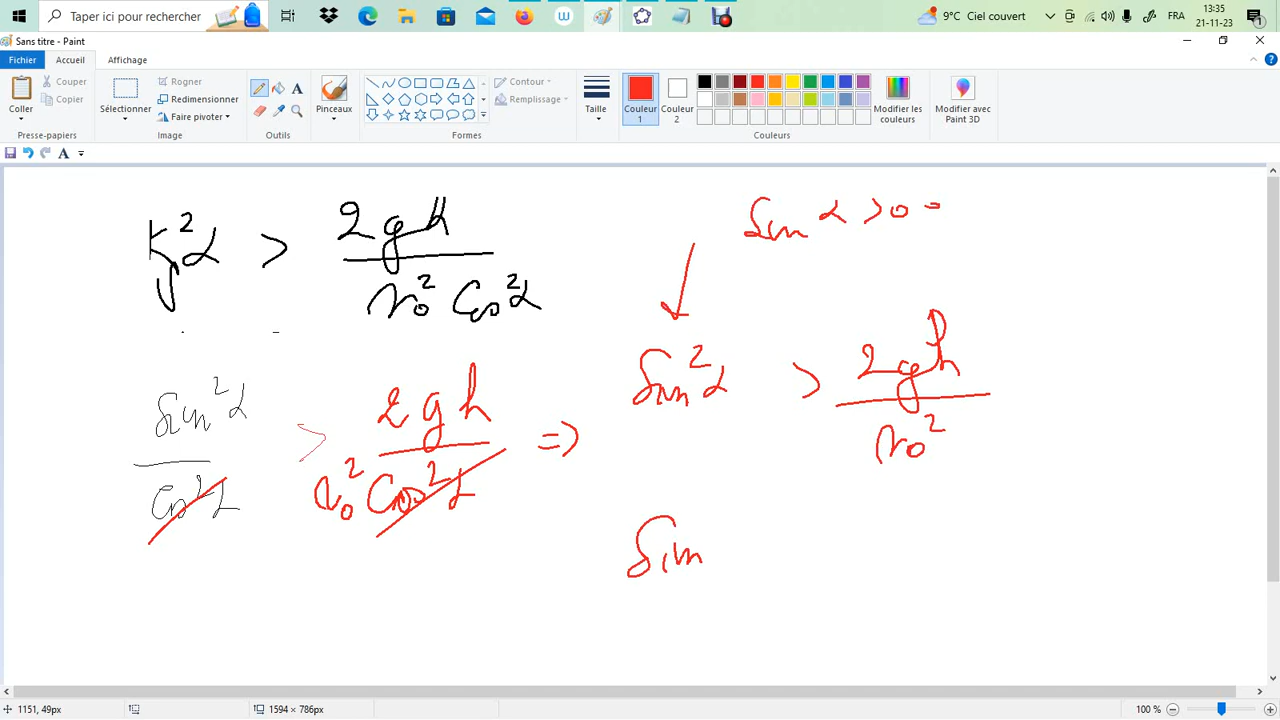 Taper ici pour rechercher
9°C Ciel couvert
FRA
13:35
21-11-23
1
Sans titre - Paint
Fichier Accueil Affichage
Coller
Couper
Copier
Presse-papiers
Sélectionner
Rogner
Redimensionner
Faire pivoter
Image
A
Outils
Pinceaux
Contour
Remplissage
Formes
Taille
Couleur 1
Couleur 2
Modifier les couleurs
Couleurs
Modifier avec Paint 3D
A
tg²α > 2gh / v₀² cos²α
sin α > 0 =
sin²α / cos²α > 2gh / v₀² cos²α =>
sin²α > 2gh / v₀²
sin
1151, 49px
1594 × 786px
100 %